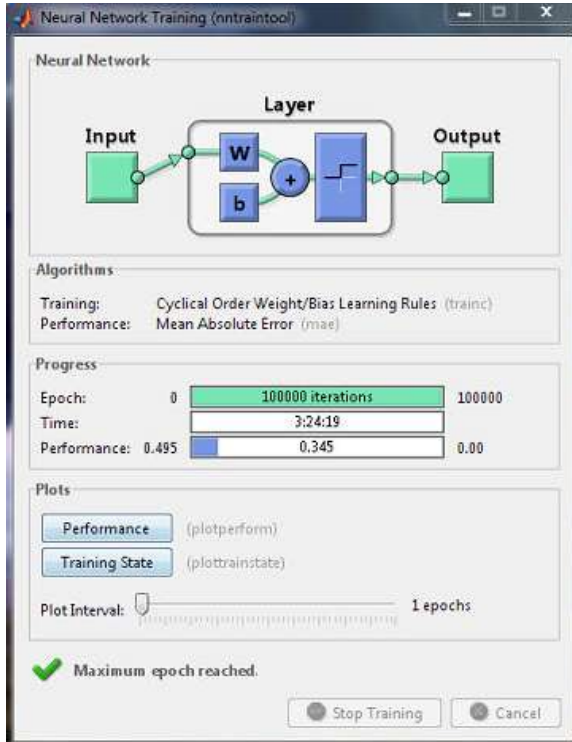 Neural Network Training (nntraintool)
Neural Network
Layer
Input
Output
W
b
+
Algorithms
Training: Cyclical Order Weight/Bias Learning Rules (trainc)
Performance: Mean Absolute Error (mae)
Progress
Epoch: 0 100000 iterations 100000
Time: 3:24:19
Performance: 0.495 0.345 0.00
Plots
Performance (plotperform)
Training State (plottrainstate)
Plot Interval: 1 epochs
Maximum epoch reached.
Stop Training Cancel